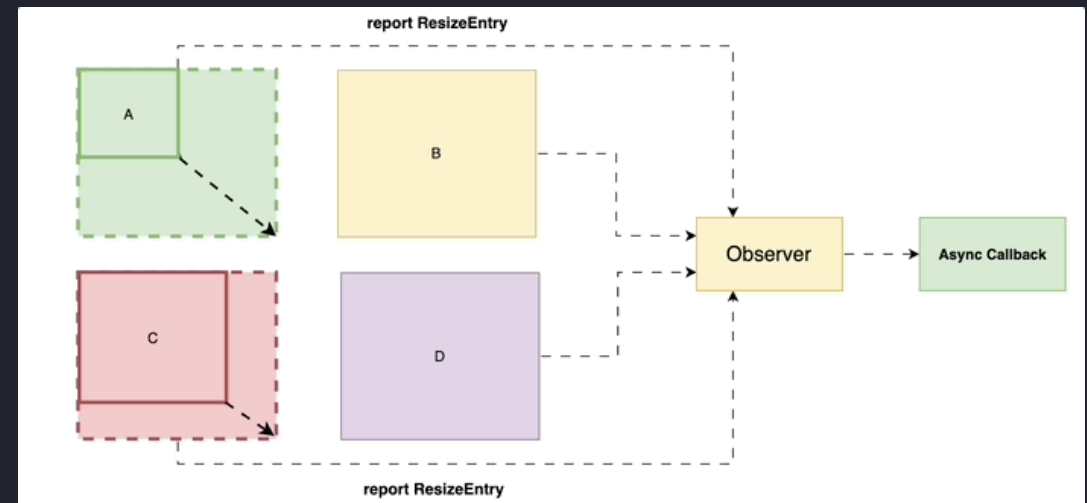 report ResizeEntry
A
B
Observer
Async Callback
C
D
report ResizeEntry